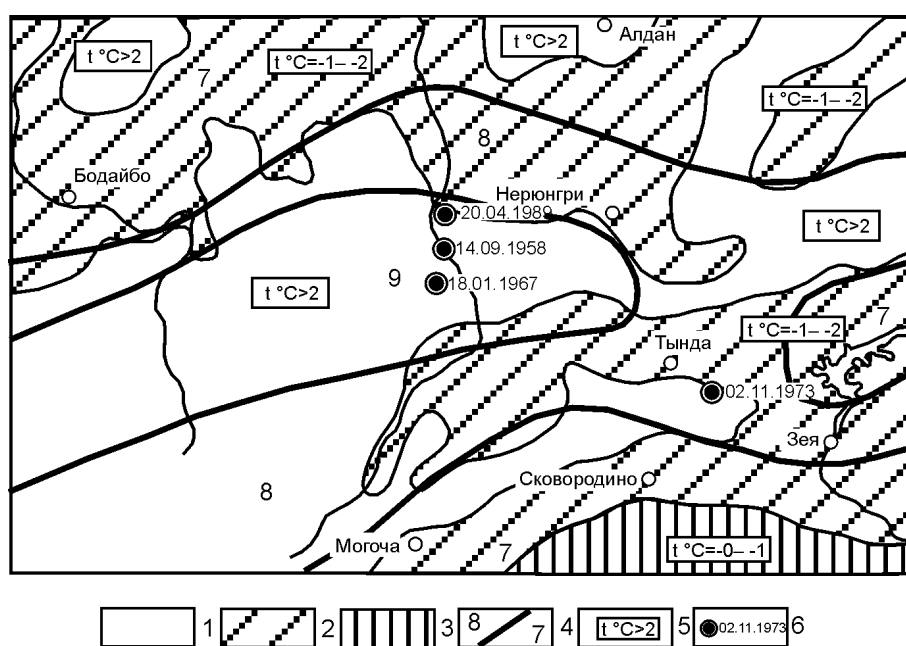 t °C>2
7
t °C=-1– -2
t °C>2
Алдан
t °C=-1– -2
8
Бодайбо
Нерюнгри
20.04.1989
t °C>2
14.09.1958
9
18.01.1967
t °C>2
t °C=-1– -2
7
Тында
02.11.1973
Зея
Сковородино
8
Могоча
7
t °C=-0– -1
1
2
3
8
7
4
t °C>2
5
02.11.1973
6